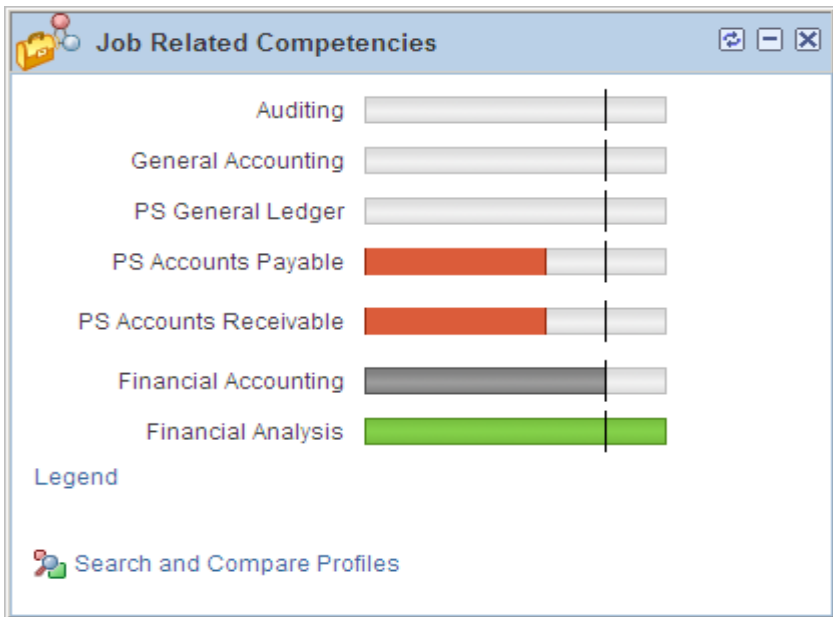 Job Related Competencies
Auditing
General Accounting
PS General Ledger
PS Accounts Payable
PS Accounts Receivable
Financial Accounting
Financial Analysis
Legend
Search and Compare Profiles